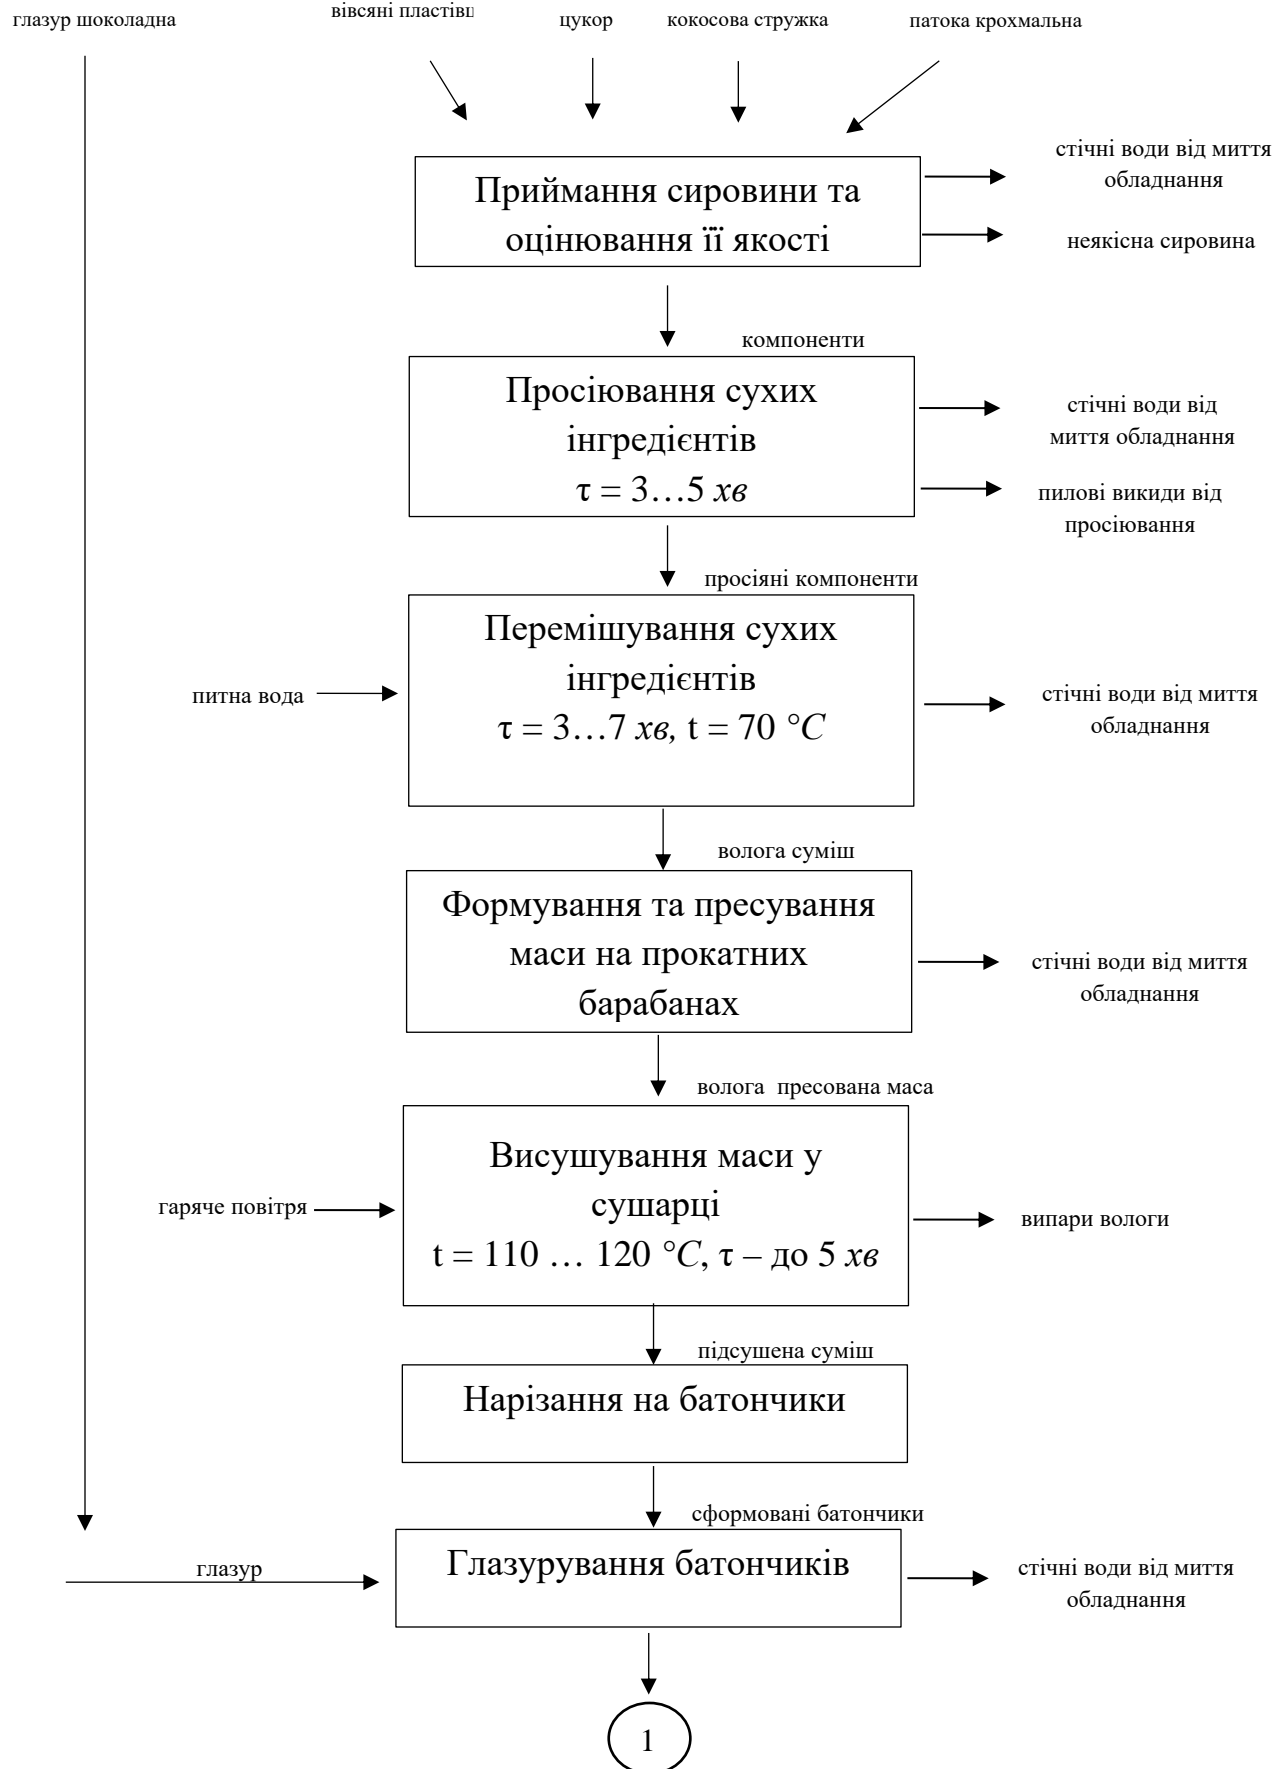 глазур шоколадна
вівсяні пластівц
цукор
кокосова стружка
патока крохмальна
Приймання сировини та
оцінювання її якості
стічні води від миття
обладнання
неякісна сировина
компоненти
Просіювання сухих
інгредієнтів
τ = 3…5 хв
стічні води від
миття обладнання
пилові викиди від
просіювання
просіяні компоненти
питна вода
Перемішування сухих
інгредієнтів
τ = 3…7 хв, t = 70 °С
стічні води від миття
обладнання
волога суміш
Формування та пресування
маси на прокатних
барабанах
стічні води від миття
обладнання
волога пресована маса
гаряче повітря
Висушування маси у
сушарці
t = 110 … 120 °С, τ – до 5 хв
випари вологи
підсушена суміш
Нарізання на батончики
сформовані батончики
глазур
Глазурування батончиків
стічні води від миття
обладнання
1